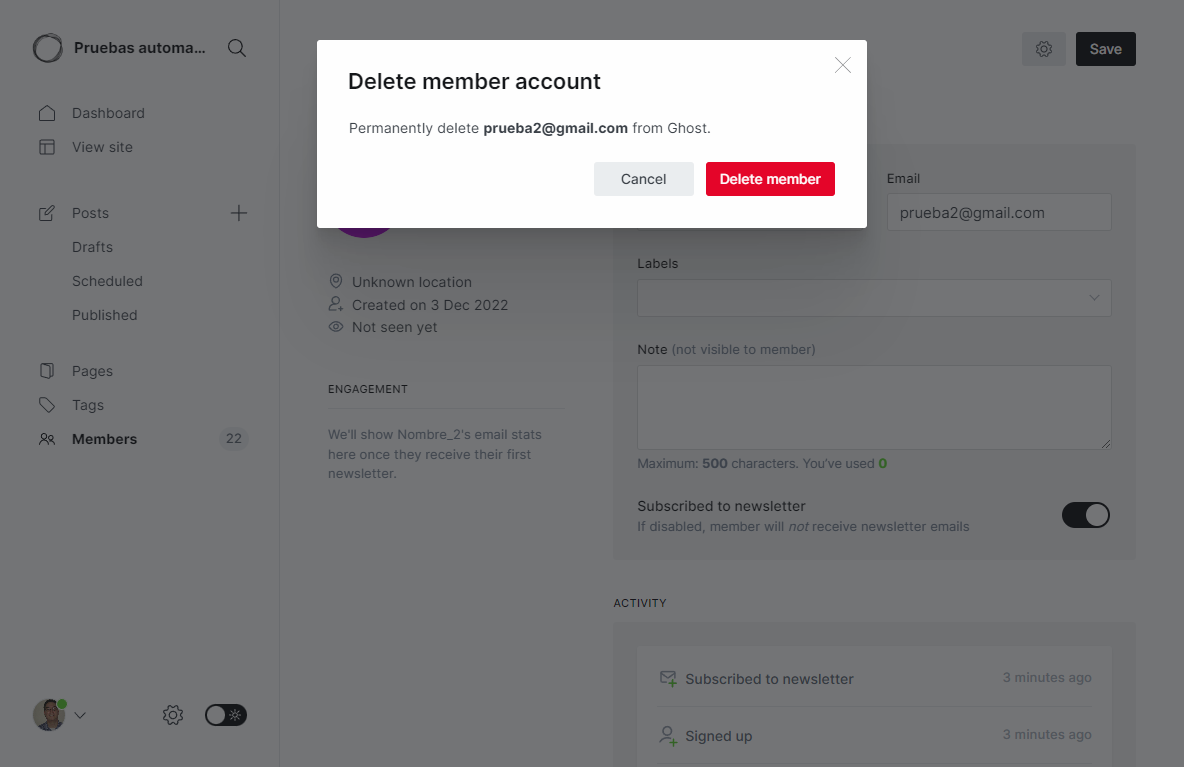 Pruebas automa...
Dashboard
View site
Posts
Drafts
Scheduled
Published
Pages
Tags
Members 22
Save
Delete member account
Permanently delete prueba2@gmail.com from Ghost.
Cancel
Delete member
Unknown location
Created on 3 Dec 2022
Not seen yet
ENGAGEMENT
We'll show Nombre_2's email stats
here once they receive their first
newsletter.
Email
prueba2@gmail.com
Labels
Note (not visible to member)
Maximum: 500 characters. You've used 0
Subscribed to newsletter
If disabled, member will not receive newsletter emails
ACTIVITY
Subscribed to newsletter 3 minutes ago
Signed up 3 minutes ago